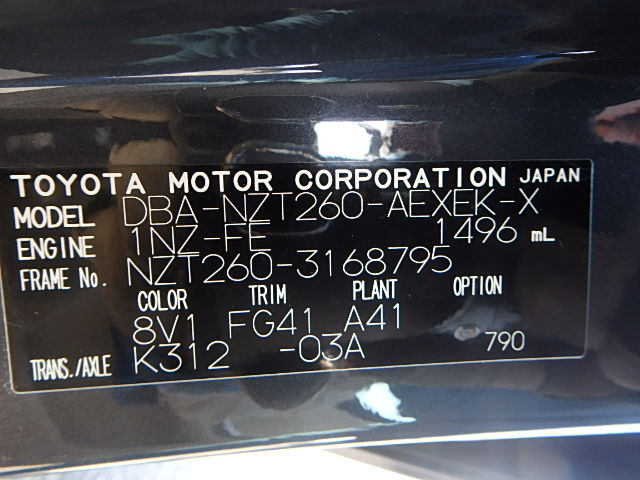 TOYOTA MOTOR CORPORATION JAPAN
MODEL DBA-NZT260-AEXEK-X
ENGINE 1NZ-FE 1496 mL
FRAME No. NZT260-3168795
COLOR TRIM PLANT OPTION
8V1 FG41 A41
TRANS./AXLE K312 -03A 790